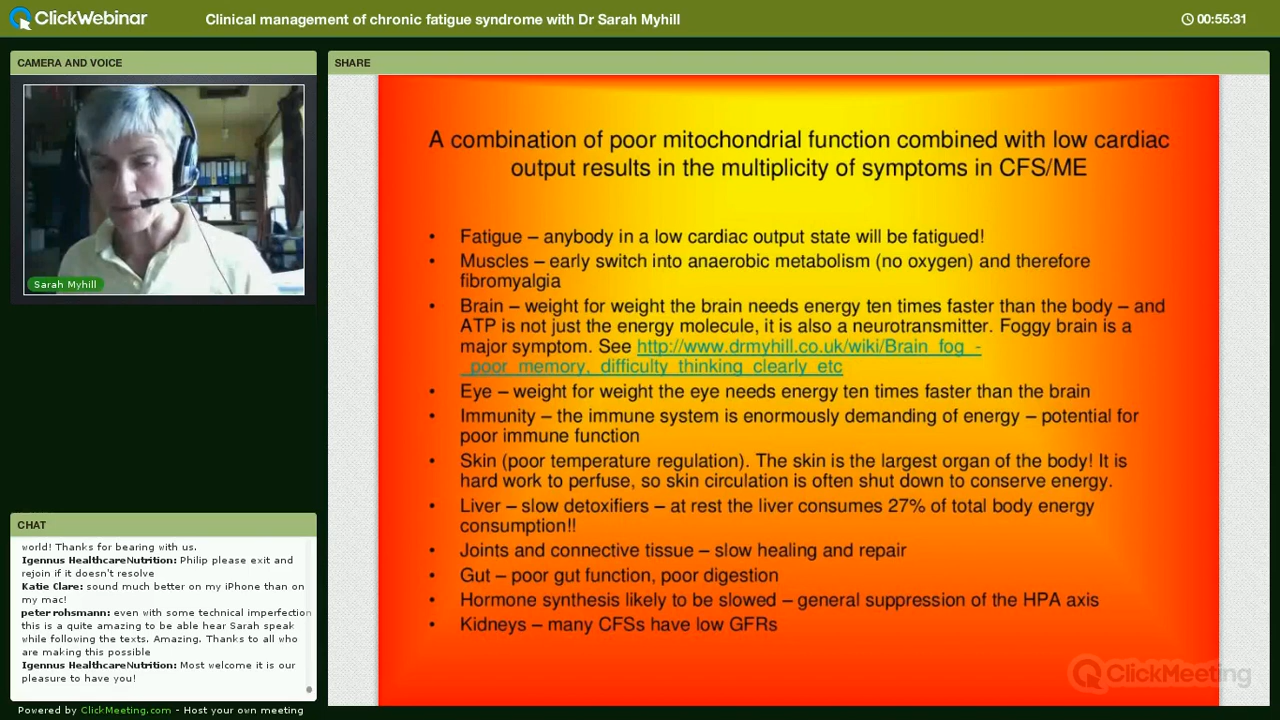 ClickWebinar
Clinical management of chronic fatigue syndrome with Dr Sarah Myhill
00:55:31
CAMERA AND VOICE
Sarah Myhill
SHARE
A combination of poor mitochondrial function combined with low cardiac
output results in the multiplicity of symptoms in CFS/ME
• Fatigue – anybody in a low cardiac output state will be fatigued!
• Muscles – early switch into anaerobic metabolism (no oxygen) and therefore
fibromyalgia
• Brain – weight for weight the brain needs energy ten times faster than the body – and
ATP is not just the energy molecule, it is also a neurotransmitter. Foggy brain is a
major symptom. See http://www.drmyhill.co.uk/wiki/Brain_fog_-
_poor_memory,_difficulty_thinking_clearly_etc
• Eye – weight for weight the eye needs energy ten times faster than the brain
• Immunity – the immune system is enormously demanding of energy – potential for
poor immune function
• Skin (poor temperature regulation). The skin is the largest organ of the body! It is
hard work to perfuse, so skin circulation is often shut down to conserve energy.
• Liver – slow detoxifiers – at rest the liver consumes 27% of total body energy
consumption!!
• Joints and connective tissue – slow healing and repair
• Gut – poor gut function, poor digestion
• Hormone synthesis likely to be slowed – general suppression of the HPA axis
• Kidneys – many CFSs have low GFRs
ClickMeeting
CHAT
world! Thanks for bearing with us.
Igennus HealthcareNutrition: Philip please exit and
rejoin if it doesn't resolve
Katie Clare: sound much better on my iPhone than on
my mac!
peter rohsmann: even with some technical imperfection
this is a quite amazing to be able hear Sarah speak
while following the texts. Amazing. Thanks to all who
are making this possible
Igennus HealthcareNutrition: Most welcome it is our
pleasure to have you!
Powered by ClickMeeting.com - Host your own meeting